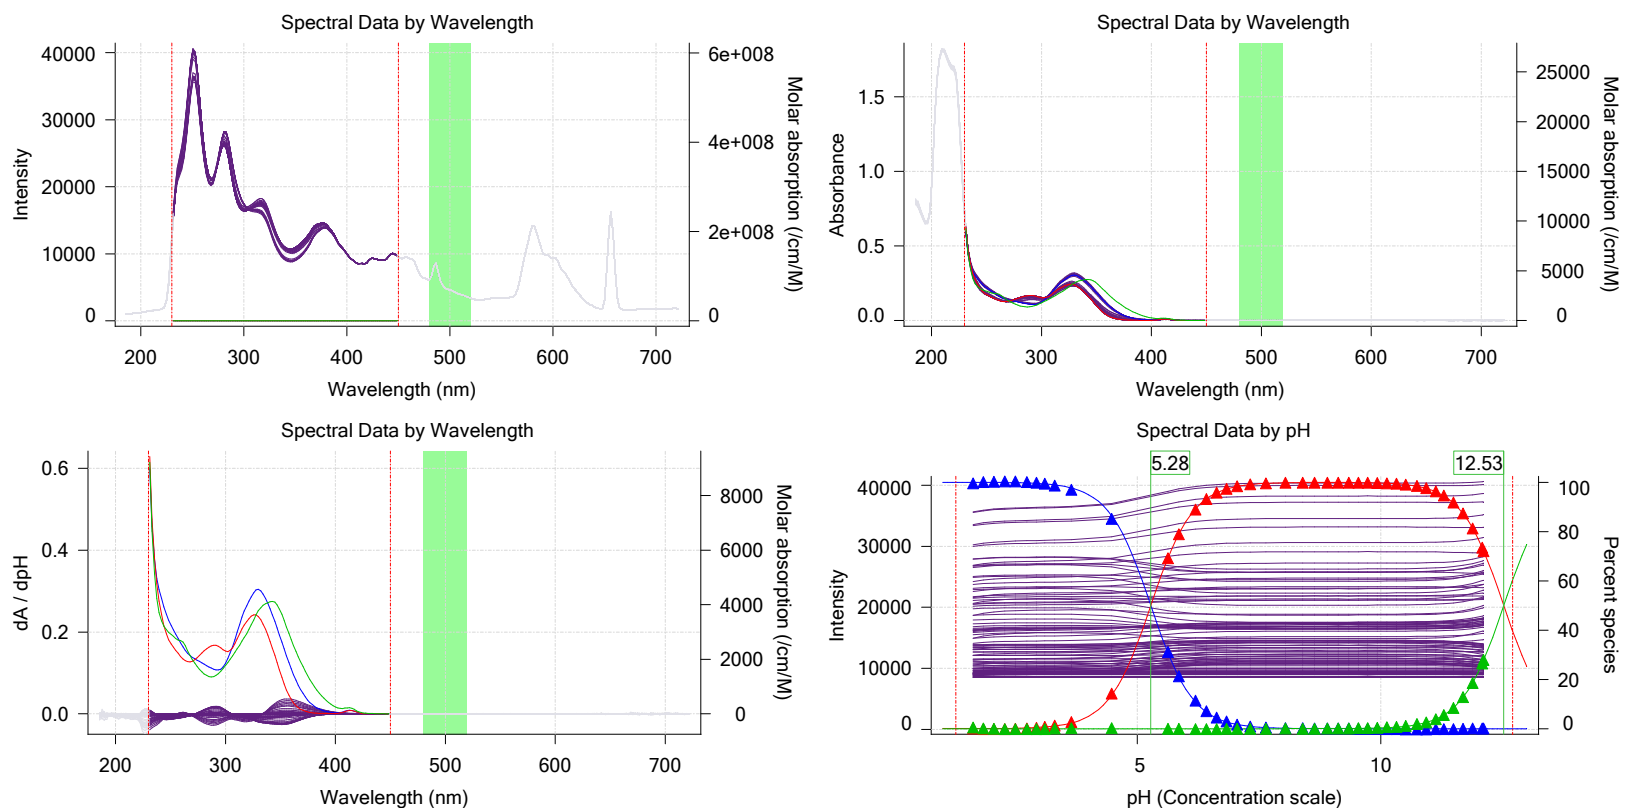 Spectral Data by Wavelength
40000
30000
20000
10000
0
6e+008
4e+008
2e+008
0
Intensity
Molar absorption (/cm/M)
200 300 400 500 600 700
Wavelength (nm)
Spectral Data by Wavelength
1.5
1.0
0.5
0.0
25000
20000
15000
10000
5000
0
Absorbance
Molar absorption (/cm/M)
200 300 400 500 600 700
Wavelength (nm)
Spectral Data by Wavelength
0.6
0.4
0.2
0.0
8000
6000
4000
2000
0
dA / dpH
Molar absorption (/cm/M)
200 300 400 500 600 700
Wavelength (nm)
Spectral Data by pH
5.28 12.53
40000
30000
20000
10000
0
100
80
60
40
20
0
Intensity
Percent species
5 10
pH (Concentration scale)